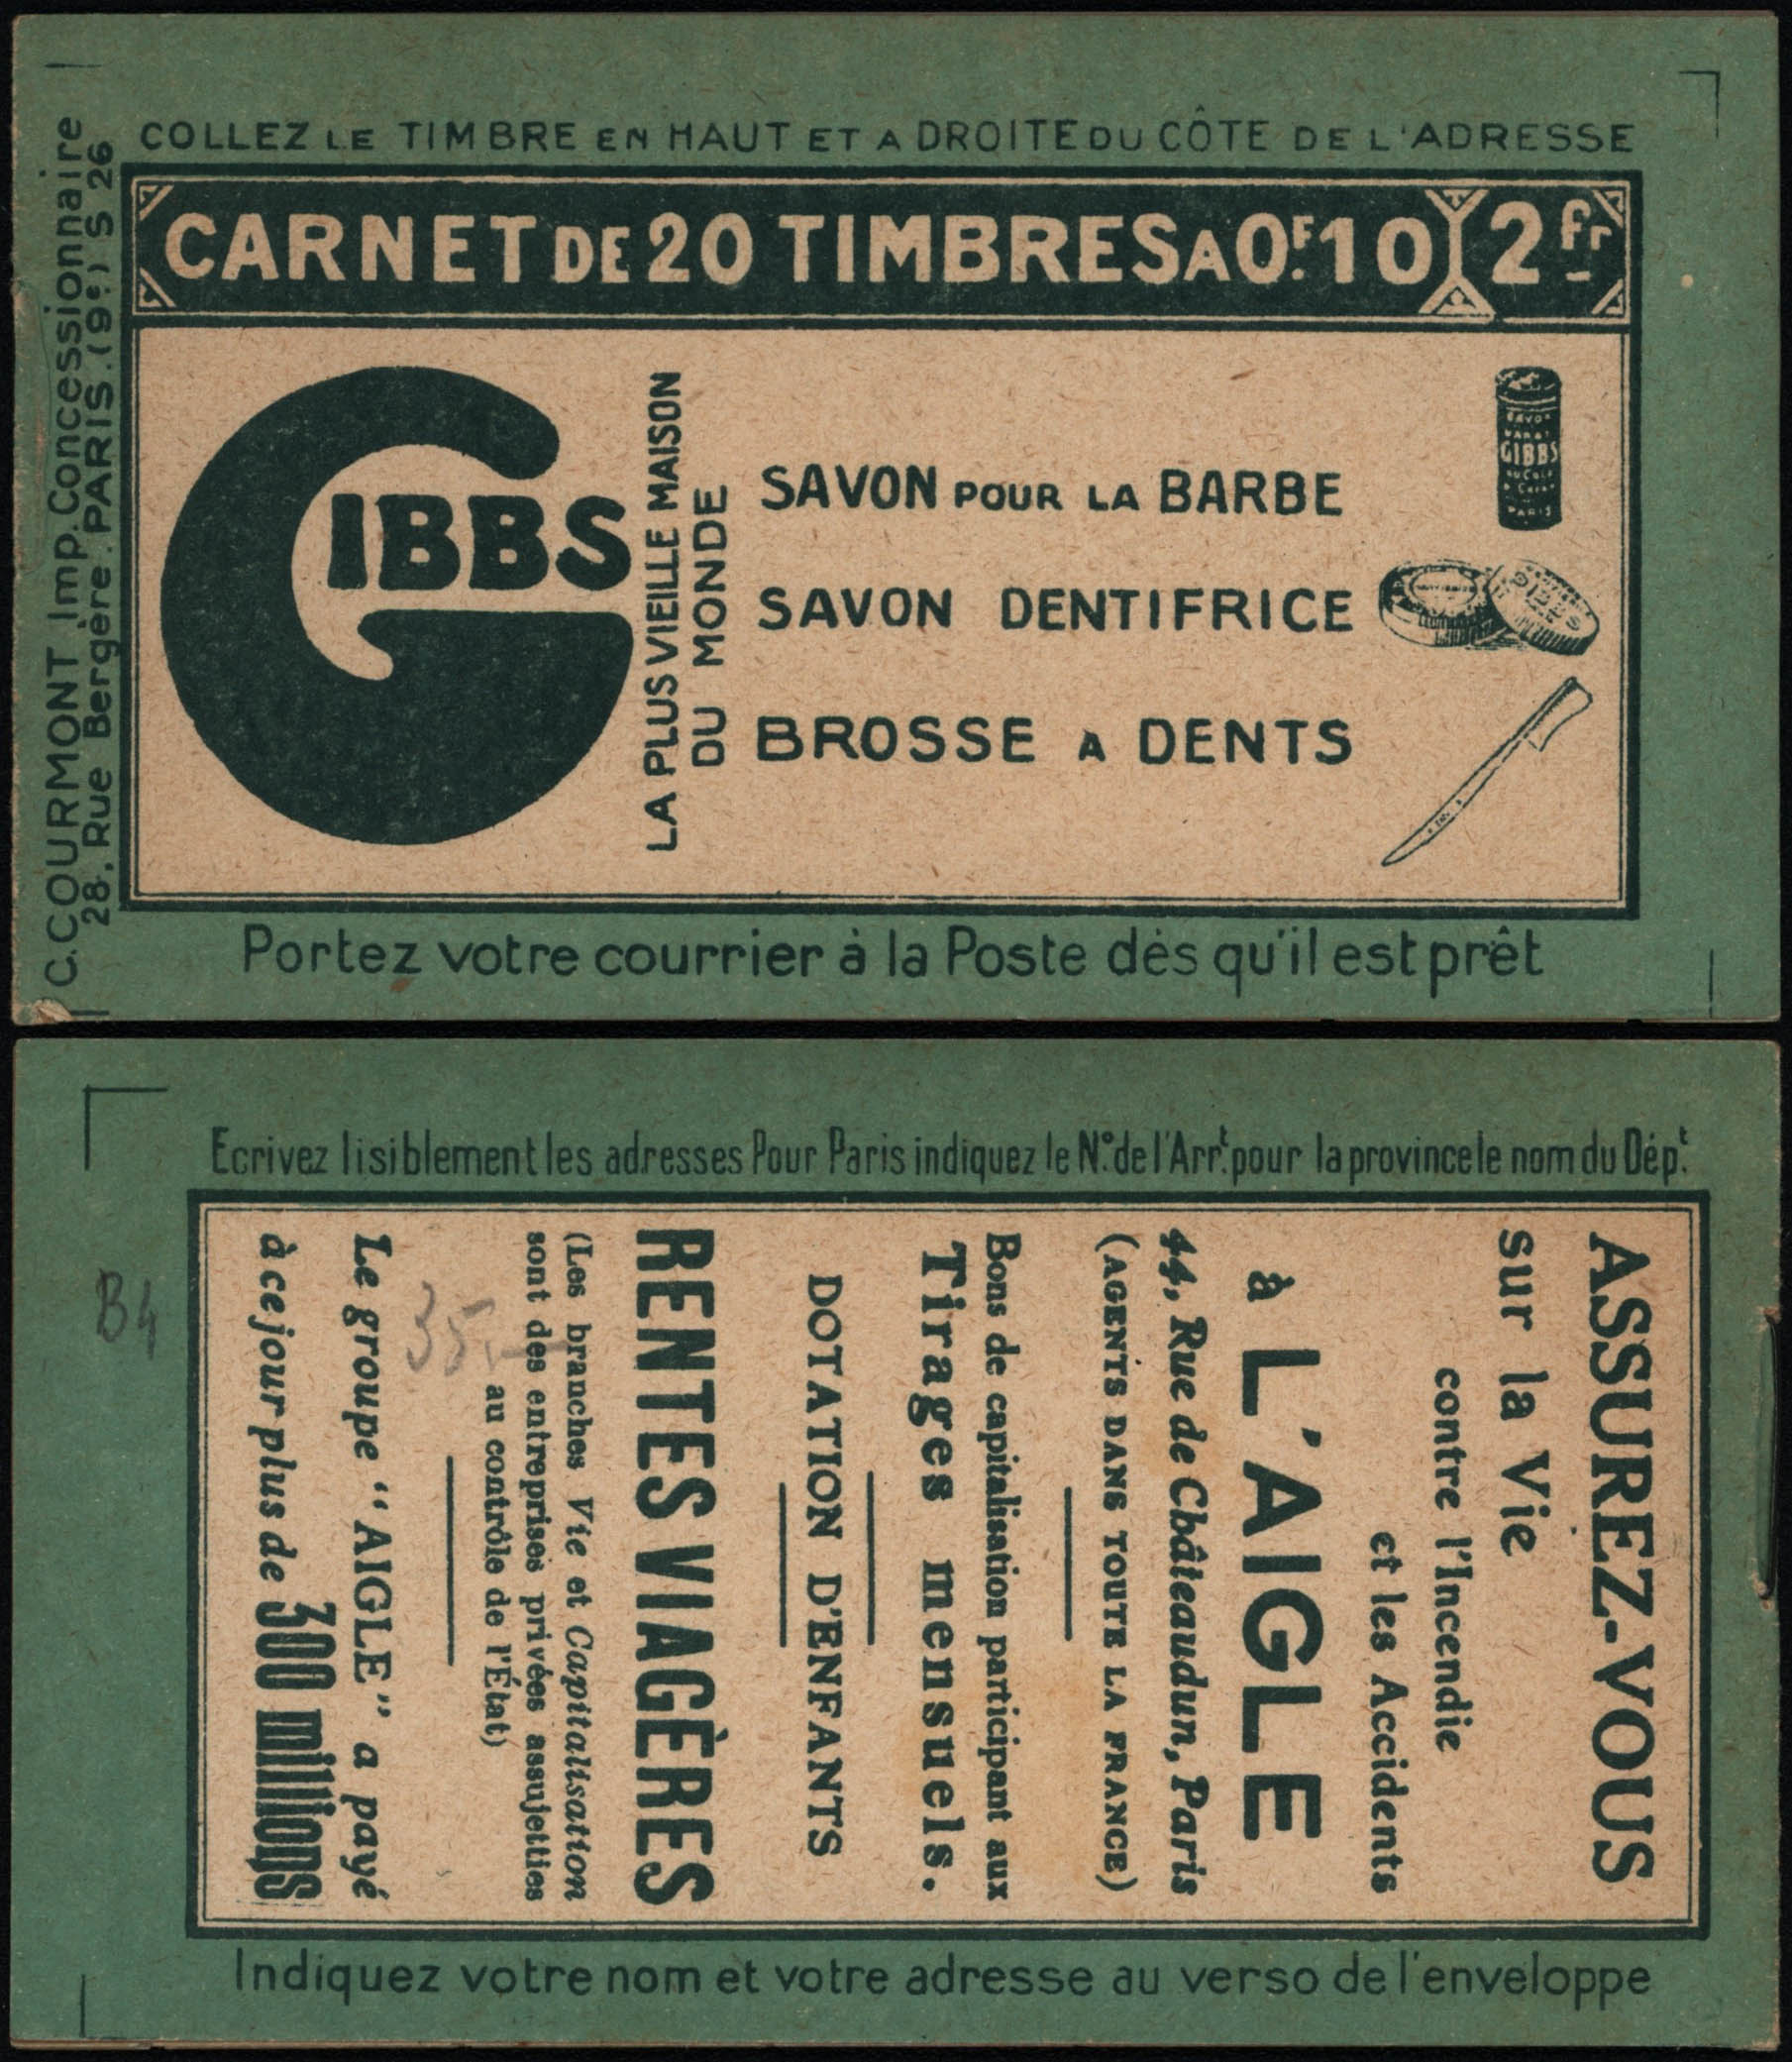 COLLEZ LE TIMBRE EN HAUT ET A DROITE DU CÔTE DE L'ADRESSE
C. COURMONT Imp. Concessionnaire
28, Rue Bergère. PARIS. (9e) S 26
CARNET DE 20 TIMBRES A 0F.10 2fr
GIBBS
LA PLUS VIEILLE MAISON
DU MONDE
SAVON POUR LA BARBE
SAVON DENTIFRICE
BROSSE A DENTS
GIBBS
PARIS
GIBBS
Portez votre courrier à la Poste dès qu'il est prêt
Ecrivez lisiblement les adresses Pour Paris indiquez le No. de l'Arrt. pour la province le nom du Dépt.
ASSUREZ-VOUS
sur la Vie
contre l'Incendie
et les Accidents
à L'AIGLE
44, Rue de Châteaudun, Paris
(AGENTS DANS TOUTE LA FRANCE)
Bons de capitalisation participant aux
Tirages mensuels.
DOTATION D'ENFANTS
RENTES VIAGÈRES
(Les branches Vie et Capitalisation
sont des entreprises privées assujetties
au contrôle de l'État)
Le groupe "AIGLE" a payé
à ce jour plus de 300 millions
B4
35,—
Indiquez votre nom et votre adresse au verso de l'enveloppe